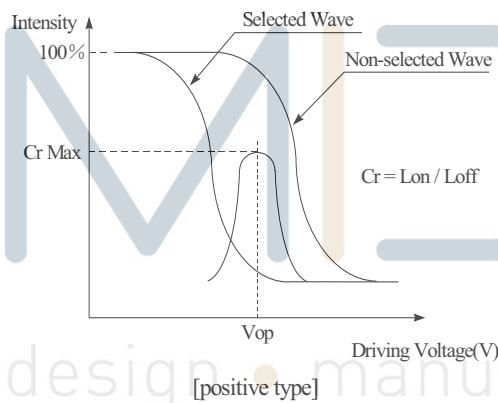 Intensity
Selected Wave
100%
Non-selected Wave
Cr Max
Cr = Lon / Loff
Vop
Driving Voltage(V)
design • manu
[positive type]